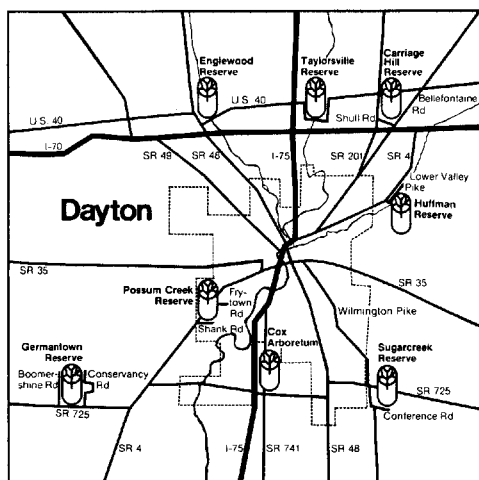 Englewood
Reserve
Taylorsville
Reserve
Carriage
Hill
Reserve
U.S. 40
Bellefontaine
Rd
U.S. 40
Shull Rd
I-70
SR 49
SR 48
I-75
SR 201
SR 4
Lower Valley
Pike
Dayton
Huffman
Reserve
SR 35
SR 35
Possum Creek
Reserve
Fry-
town
Rd
Wilmington Pike
Shank Rd
Germantown
Reserve
Cox
Arboretum
Sugarcreek
Reserve
Boomer-
shine Rd
Conservancy
Rd
SR 725
SR 725
Conference Rd
SR 4
I-75
SR 741
SR 48